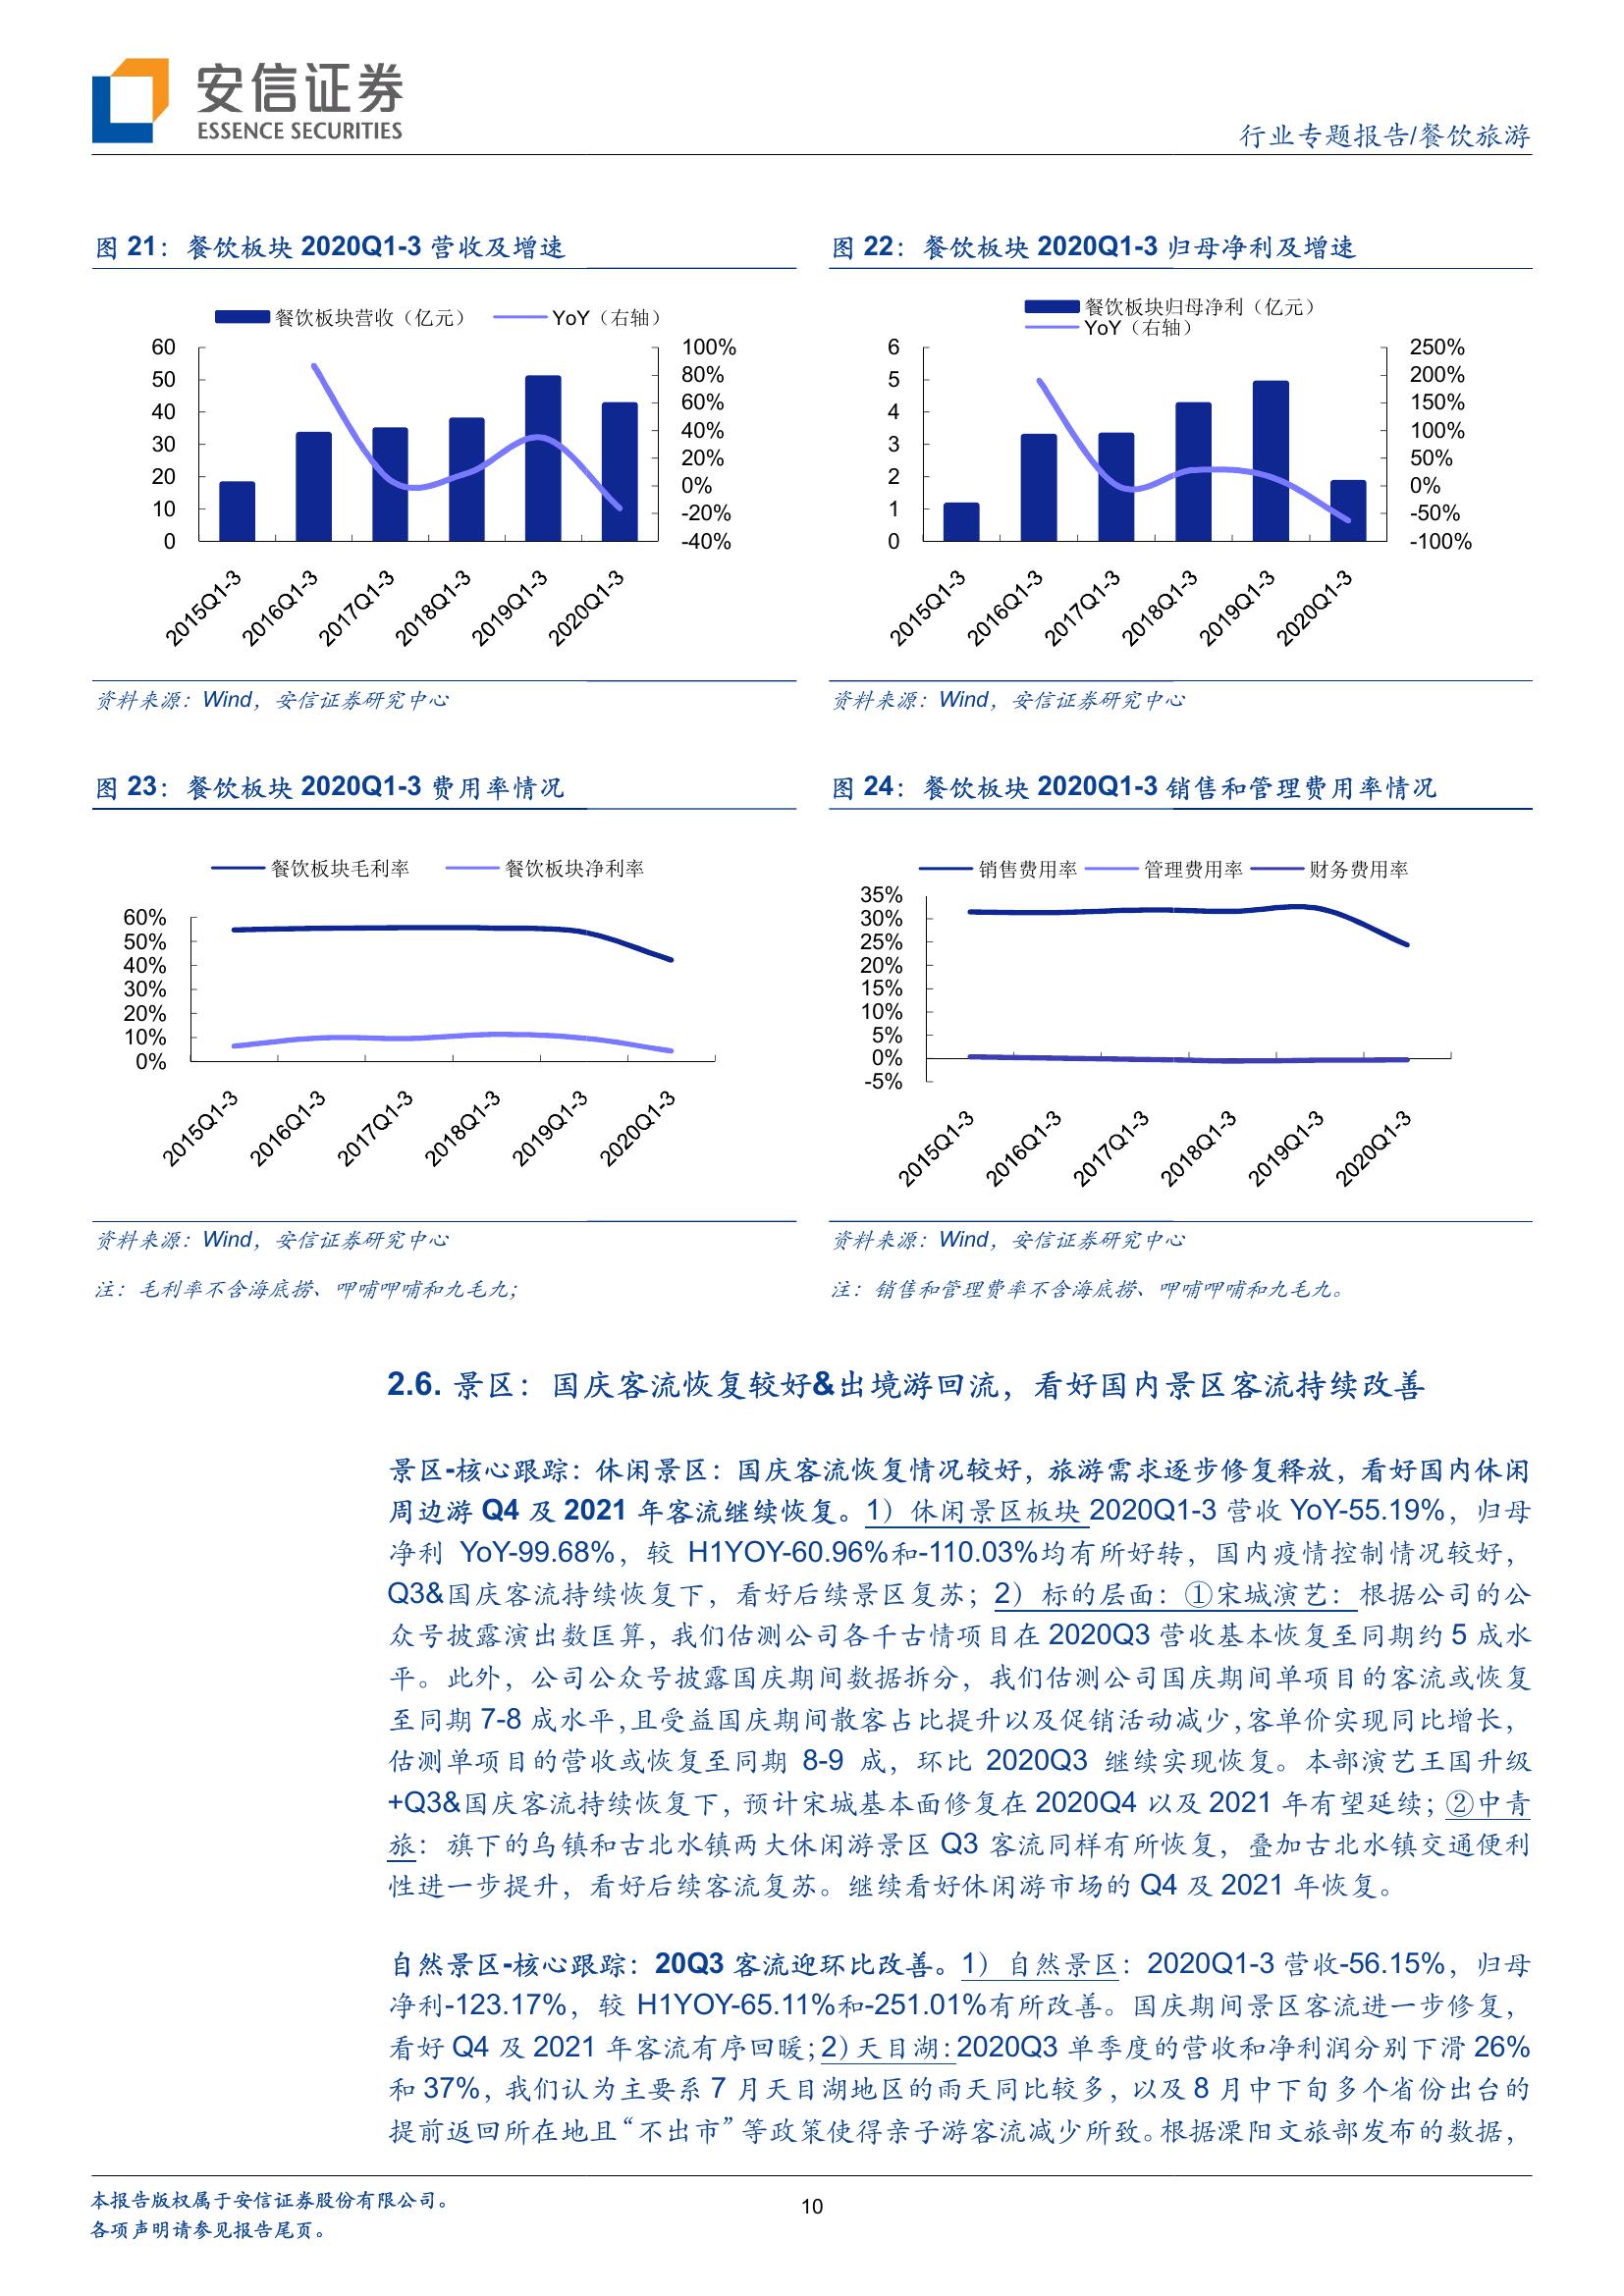 安信证券
ESSENCE SECURITIES
行业专题报告/餐饮旅游
图 21：餐饮板块 2020Q1-3 营收及增速
餐饮板块营收（亿元）
YoY（右轴）
60
50
40
30
20
10
0
100%
80%
60%
40%
20%
0%
-20%
-40%
2015Q1-3
2016Q1-3
2017Q1-3
2018Q1-3
2019Q1-3
2020Q1-3
资料来源：Wind，安信证券研究中心
图 22：餐饮板块 2020Q1-3 归母净利及增速
餐饮板块归母净利（亿元）
YoY（右轴）
6
5
4
3
2
1
0
250%
200%
150%
100%
50%
0%
-50%
-100%
2015Q1-3
2016Q1-3
2017Q1-3
2018Q1-3
2019Q1-3
2020Q1-3
资料来源：Wind，安信证券研究中心
图 23：餐饮板块 2020Q1-3 费用率情况
餐饮板块毛利率
餐饮板块净利率
60%
50%
40%
30%
20%
10%
0%
2015Q1-3
2016Q1-3
2017Q1-3
2018Q1-3
2019Q1-3
2020Q1-3
资料来源：Wind，安信证券研究中心
注：毛利率不含海底捞、呷哺呷哺和九毛九；
图 24：餐饮板块 2020Q1-3 销售和管理费用率情况
销售费用率
管理费用率
财务费用率
35%
30%
25%
20%
15%
10%
5%
0%
-5%
2015Q1-3
2016Q1-3
2017Q1-3
2018Q1-3
2019Q1-3
2020Q1-3
资料来源：Wind，安信证券研究中心
注：销售和管理费率不含海底捞、呷哺呷哺和九毛九。
2.6. 景区：国庆客流恢复较好&出境游回流，看好国内景区客流持续改善
景区-核心跟踪：休闲景区：国庆客流恢复情况较好，旅游需求逐步修复释放，看好国内休闲
周边游 Q4 及 2021 年客流继续恢复。1）休闲景区板块 2020Q1-3 营收 YoY-55.19%，归母
净利 YoY-99.68%，较 H1YOY-60.96%和-110.03%均有所好转，国内疫情控制情况较好，
Q3&国庆客流持续恢复下，看好后续景区复苏；2）标的层面：①宋城演艺：根据公司的公
众号披露演出数匡算，我们估测公司各千古情项目在 2020Q3 营收基本恢复至同期约 5 成水
平。此外，公司公众号披露国庆期间数据拆分，我们估测公司国庆期间单项目的客流或恢复
至同期 7-8 成水平，且受益国庆期间散客占比提升以及促销活动减少，客单价实现同比增长，
估测单项目的营收或恢复至同期 8-9 成，环比 2020Q3 继续实现恢复。本部演艺王国升级
+Q3&国庆客流持续恢复下，预计宋城基本面修复在 2020Q4 以及 2021 年有望延续；②中青
旅：旗下的乌镇和古北水镇两大休闲游景区 Q3 客流同样有所恢复，叠加古北水镇交通便利
性进一步提升，看好后续客流复苏。继续看好休闲游市场的 Q4 及 2021 年恢复。
自然景区-核心跟踪：20Q3 客流迎环比改善。1）自然景区：2020Q1-3 营收-56.15%，归母
净利-123.17%，较 H1YOY-65.11%和-251.01%有所改善。国庆期间景区客流进一步修复，
看好 Q4 及 2021 年客流有序回暖；2）天目湖：2020Q3 单季度的营收和净利润分别下滑 26%
和 37%，我们认为主要系 7 月天目湖地区的雨天同比较多，以及 8 月中下旬多个省份出台的
提前返回所在地且“不出市”等政策使得亲子游客流减少所致。根据溧阳文旅部发布的数据，
本报告版权属于安信证券股份有限公司。
各项声明请参见报告尾页。
10